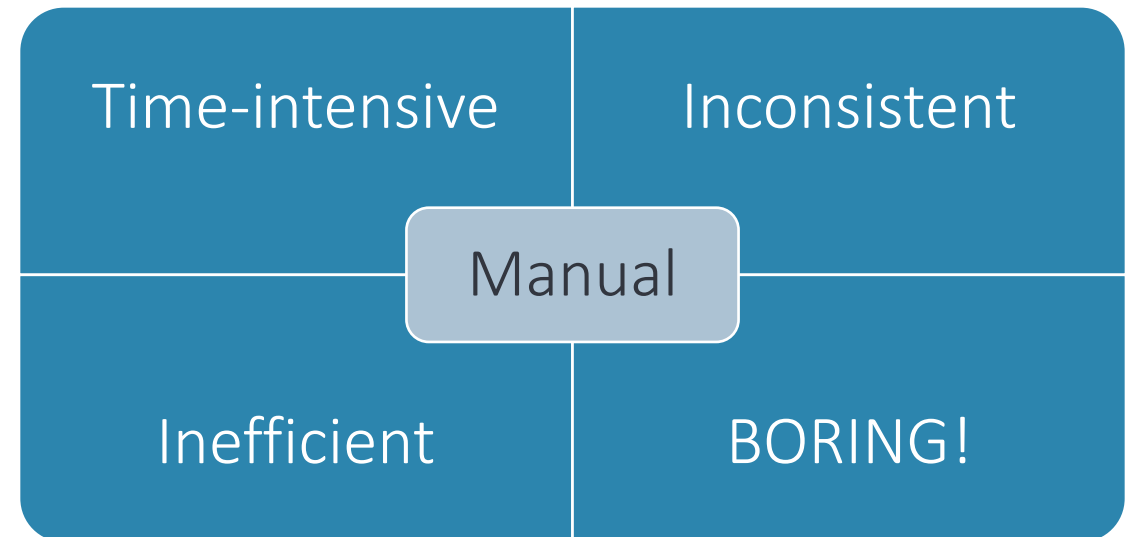 Time-intensive
Inconsistent
Manual
Inefficient
BORING!